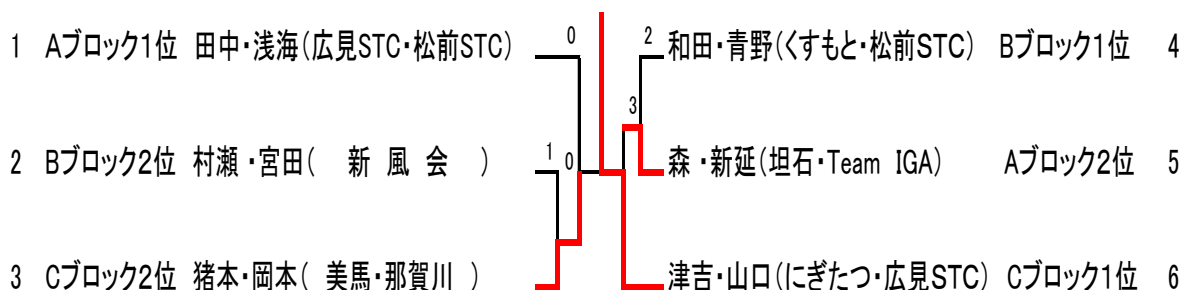 1 Aブロック1位 田中・浅海(広見STC・松前STC) 0 2 和田・青野(くすもと・松前STC) Bブロック1位 4
3
2 Bブロック2位 村瀬・宮田( 新 風 会 ) 1 0 森・新延(坦石・Team IGA) Aブロック2位 5
3 Cブロック2位 猪本・岡本( 美馬・那賀川 ) 津吉・山口(にぎたつ・広見STC) Cブロック1位 6